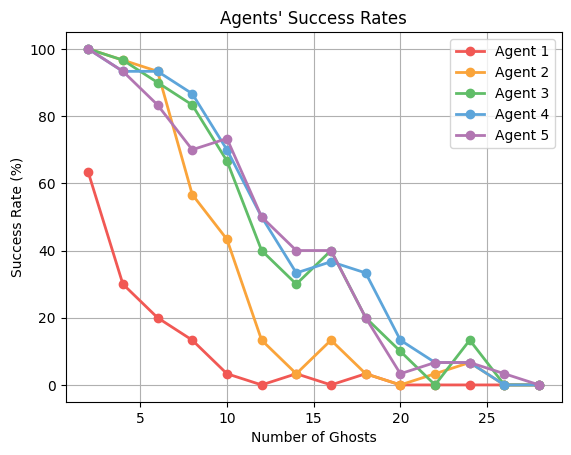 Agents' Success Rates
100
80
60
40
20
0
Success Rate (%)
5
10
15
20
25
Number of Ghosts
Agent 1
Agent 2
Agent 3
Agent 4
Agent 5